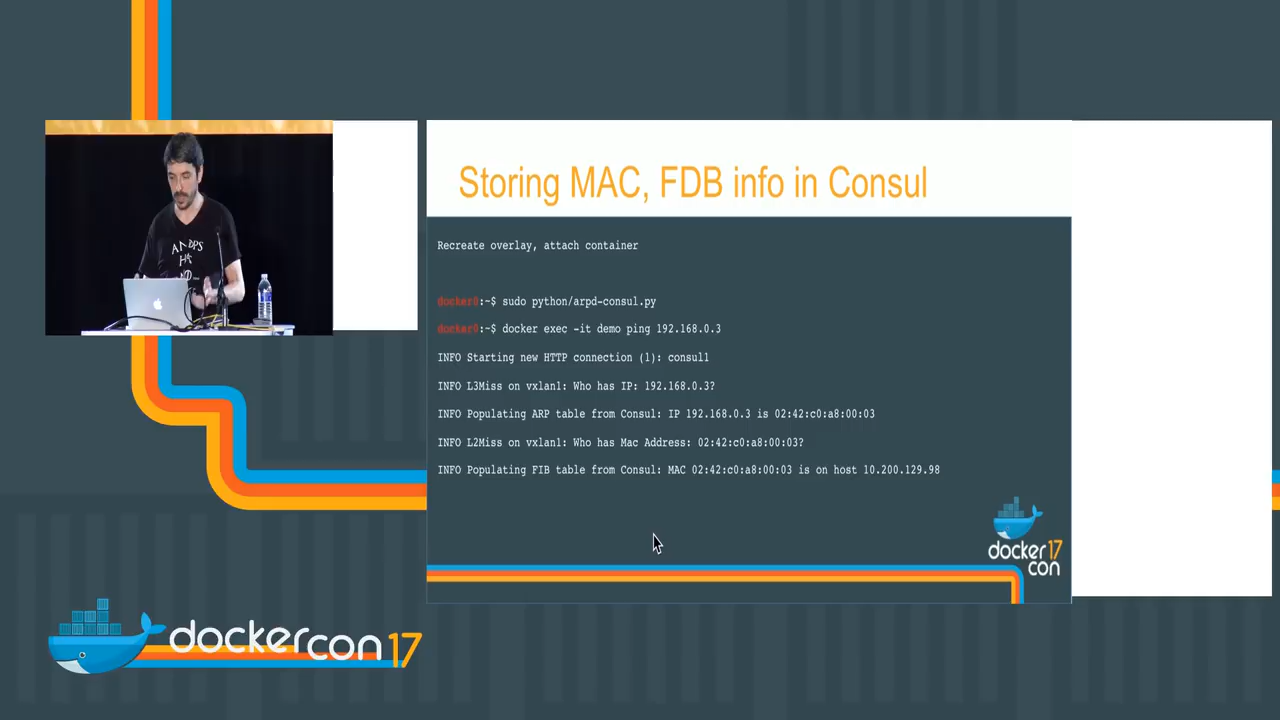 Storing MAC, FDB info in Consul
Recreate overlay, attach container
docker0:~$ sudo python/arpd-consul.py
docker0:~$ docker exec -it demo ping 192.168.0.3
INFO Starting new HTTP connection (1): consul1
INFO L3Miss on vxlan1: Who has IP: 192.168.0.3?
INFO Populating ARP table from Consul: IP 192.168.0.3 is 02:42:c0:a8:00:03
INFO L2Miss on vxlan1: Who has Mac Address: 02:42:c0:a8:00:03?
INFO Populating FIB table from Consul: MAC 02:42:c0:a8:00:03 is on host 10.200.129.98
docker 17
con
dockercon 17